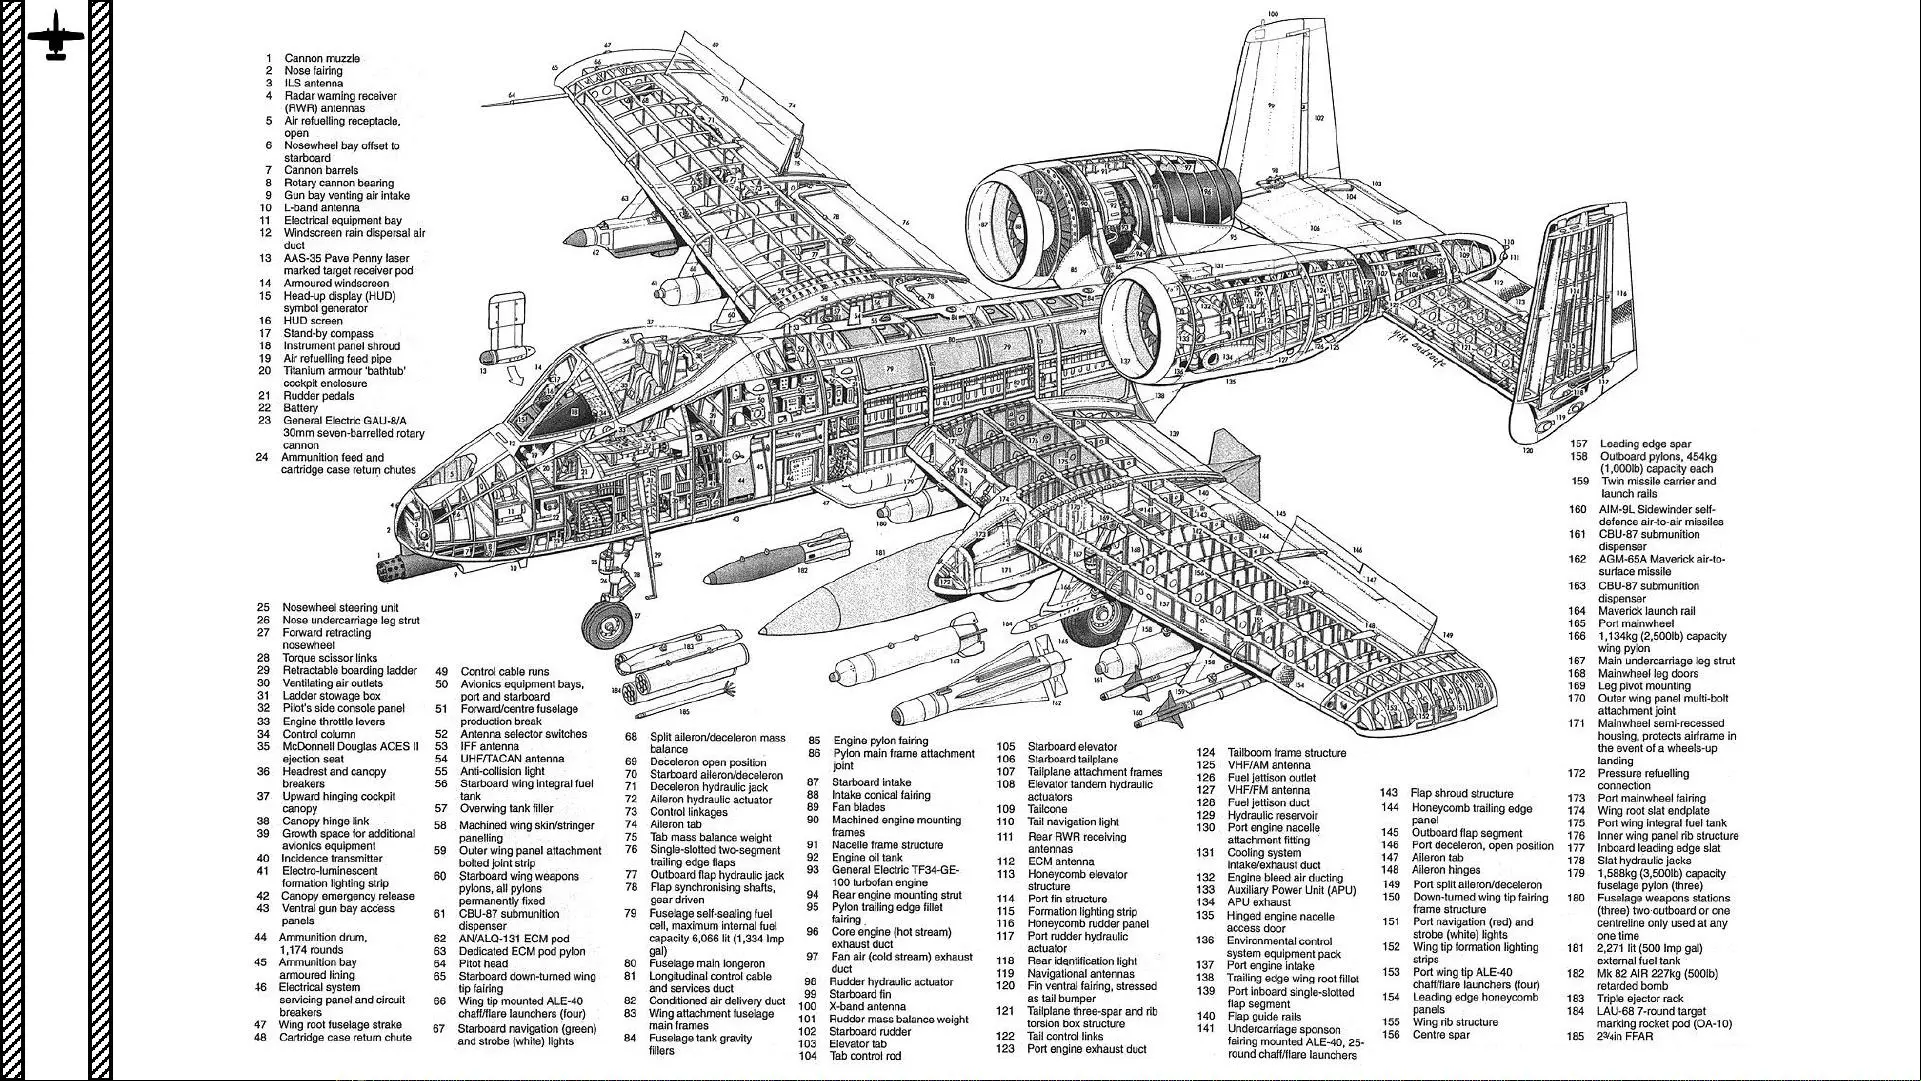 1 Cannon muzzle
2 Nose fairing
3 ILS antenna
4 Radar warning receiver
(RWR) antennas
5 Air refuelling receptacle,
open
6 Nosewheel bay offset to
starboard
7 Cannon barrels
8 Rotary cannon bearing
9 Gun bay venting air intake
10 L-band antenna
11 Electrical equipment bay
12 Windscreen rain dispersal air
duct
13 AAS-35 Pave Penny laser
marked target receiver pod
14 Armoured windscreen
15 Head-up display (HUD)
symbol generator
16 HUD screen
17 Stand-by compass
18 Instrument panel shroud
19 Air refuelling feed pipe
20 Titanium armour 'bathtub'
cockpit enclosure
21 Rudder pedals
22 Battery
23 General Electric GAU-8/A
30mm seven-barrelled rotary
cannon
24 Ammunition feed and
cartridge case return chutes
25 Nosewheel steering unit
26 Nose undercarriage leg strut
27 Forward retracting
nosewheel
28 Torque scissor links
29 Retractable boarding ladder
30 Ventilating air outlets
31 Ladder stowage box
32 Pilot's side console panel
33 Engine throttle levers
34 Control column
35 McDonnell Douglas ACES II
ejection seat
36 Headrest and canopy
breakers
37 Upward hinging cockpit
canopy
38 Canopy hinge link
39 Growth space for additional
avionics equipment
40 Incidence transmitter
41 Electro-luminescent
formation lighting strip
42 Canopy emergency release
43 Ventral gun bay access
panels
44 Ammunition drum,
1,174 rounds
45 Ammunition bay
armoured lining
46 Electrical system
servicing panel and circuit
breakers
47 Wing root fuselage strake
48 Cartridge case return chute
49 Control cable runs
50 Avionics equipment bays,
port and starboard
51 Forward/centre fuselage
production break
52 Antenna selector switches
53 IFF antenna
54 UHF/TACAN antenna
55 Anti-collision light
56 Starboard wing integral fuel
tank
57 Overwing tank filler
58 Machined wing skin/stringer
panelling
59 Outer wing panel attachment
bolted joint strip
60 Starboard wing weapons
pylons, all pylons
permanently fixed
61 CBU-87 submunition
dispenser
62 AN/ALQ-131 ECM pod
63 Dedicated ECM pod pylon
64 Pitot head
65 Starboard down-turned wing
tip fairing
66 Wing tip mounted ALE-40
chaff/flare launchers (four)
67 Starboard navigation (green)
and strobe (white) lights
68 Split aileron/deceleron mass
balance
69 Deceleron open position
70 Starboard aileron/deceleron
71 Deceleron hydraulic jack
72 Aileron hydraulic actuator
73 Control linkages
74 Aileron tab
75 Tab mass balance weight
76 Single-slotted two-segment
trailing edge flaps
77 Outboard flap hydraulic jack
78 Flap synchronising shafts,
gear driven
79 Fuselage self-sealing fuel
cell, maximum internal fuel
capacity 6,066 lit (1,334 Imp
gal)
80 Fuselage main longeron
81 Longitudinal control cable
and services duct
82 Conditioned air delivery duct
83 Wing attachment fuselage
main frames
84 Fuselage tank gravity
fillers
85 Engine pylon fairing
86 Pylon main frame attachment
joint
87 Starboard intake
88 Intake conical fairing
89 Fan blades
90 Machined engine mounting
frames
91 Nacelle frame structure
92 Engine oil tank
93 General Electric TF34-GE-
100 turbofan engine
94 Rear engine mounting strut
95 Pylon trailing edge fillet
fairing
96 Core engine (hot stream)
exhaust duct
97 Fan air (cold stream) exhaust
duct
98 Rudder hydraulic actuator
99 Starboard fin
100 X-band antenna
101 Rudder mass balance weight
102 Starboard rudder
103 Elevator tab
104 Tab control rod
105 Starboard elevator
106 Starboard tailplane
107 Tailplane attachment frames
108 Elevator tandem hydraulic
actuators
109 Tailcone
110 Tail navigation light
111 Rear RWR receiving
antennas
112 ECM antenna
113 Honeycomb elevator
structure
114 Port fin structure
115 Formation lighting strip
116 Honeycomb rudder panel
117 Port rudder hydraulic
actuator
118 Rear identification light
119 Navigational antennas
120 Fin ventral fairing, stressed
as tail bumper
121 Tailplane three-spar and rib
torsion box structure
122 Tail control links
123 Port engine exhaust duct
124 Tailboom frame structure
125 VHF/AM antenna
126 Fuel jettison outlet
127 VHF/FM antenna
128 Fuel jettison duct
129 Hydraulic reservoir
130 Port engine nacelle
attachment fitting
131 Cooling system
intake/exhaust duct
132 Engine bleed air ducting
133 Auxiliary Power Unit (APU)
134 APU exhaust
135 Hinged engine nacelle
access door
136 Environmental control
system equipment pack
137 Port engine intake
138 Trailing edge wing root fillet
139 Port inboard single-slotted
flap segment
140 Flap guide rails
141 Undercarriage sponson
fairing mounted ALE-40, 25-
round chaff/flare launchers
143 Flap shroud structure
144 Honeycomb trailing edge
panel
145 Outboard flap segment
146 Port deceleron, open position
147 Aileron tab
148 Aileron hinges
149 Port split aileron/deceleron
150 Down-turned wing tip fairing
frame structure
151 Port navigation (red) and
strobe (white) lights
152 Wing tip formation lighting
strips
153 Port wing tip ALE-40
chaff/flare launchers (four)
154 Leading edge honeycomb
panels
155 Wing rib structure
156 Centre spar
157 Leading edge spar
158 Outboard pylons, 454kg
(1,000lb) capacity each
159 Twin missile carrier and
launch rails
160 AIM-9L Sidewinder self-
defence air-to-air missiles
161 CBU-87 submunition
dispenser
162 AGM-65A Maverick air-to-
surface missile
163 CBU-87 submunition
dispenser
164 Maverick launch rail
165 Port mainwheel
166 1,134kg (2,500lb) capacity
wing pylon
167 Main undercarriage leg strut
168 Mainwheel leg doors
169 Leg pivot mounting
170 Outer wing panel multi-bolt
attachment joint
171 Mainwheel semi-recessed
housing, protects airframe in
the event of a wheels-up
landing
172 Pressure refuelling
connection
173 Port mainwheel fairing
174 Wing root slat endplate
175 Port wing integral fuel tank
176 Inner wing panel rib structure
177 Inboard leading edge slat
178 Slat hydraulic jacks
179 1,588kg (3,500lb) capacity
fuselage pylon (three)
180 Fuselage weapons stations
(three) two outboard or one
centreline only used at any
one time
181 2,271 lit (500 Imp gal)
external fuel tank
182 Mk 82 AIR 227kg (500lb)
retarded bomb
183 Triple ejector rack
184 LAU-68 7-round target
marking rocket pod (OA-10)
185 2¾in FFAR